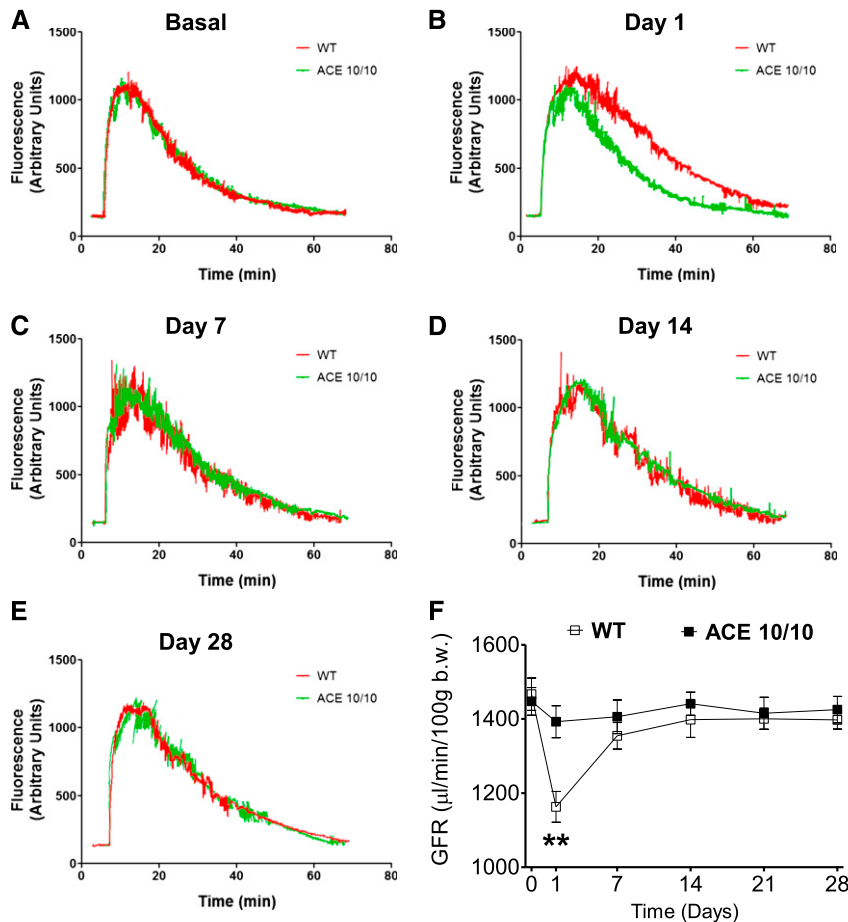 A
Basal
1500
1000
500
0
0 20 40 60 80
Fluorescence
(Arbitrary Units)
Time (min)
WT
ACE 10/10
B
Day 1
1500
1000
500
0
0 20 40 60 80
Fluorescence
(Arbitrary Units)
Time (min)
WT
ACE 10/10
C
Day 7
1500
1000
500
0
0 20 40 60 80
Fluorescence
(Arbitrary Units)
Time (min)
WT
ACE 10/10
D
Day 14
1500
1000
500
0
0 20 40 60 80
Fluorescence
(Arbitrary Units)
Time (min)
WT
ACE 10/10
E
Day 28
1500
1000
500
0
0 20 40 60 80
Fluorescence
(Arbitrary Units)
Time (min)
WT
ACE 10/10
F
WT ACE 10/10
1600
1400
1200
1000
GFR (μl/min/100g b.w.)
**
0 1 7 14 21 28
Time (Days)